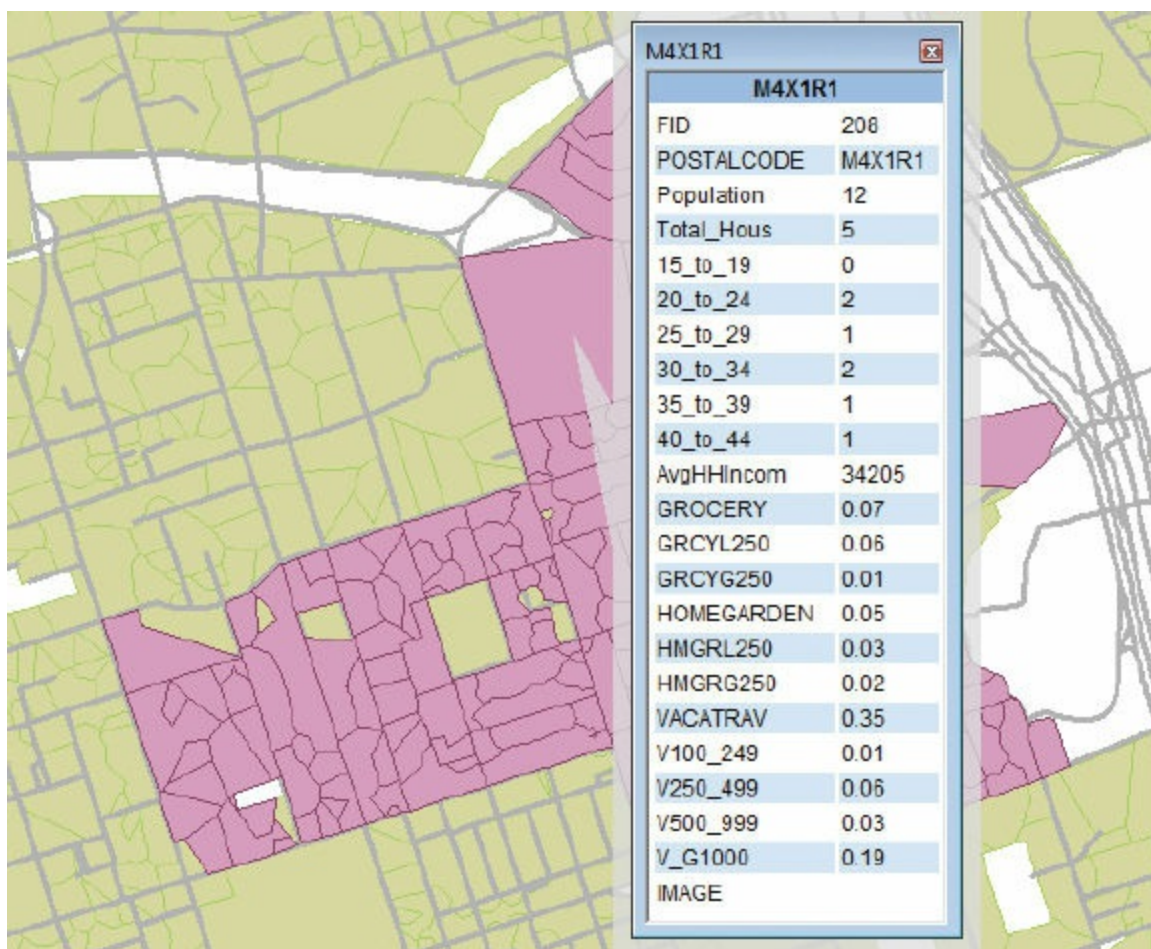 M4X1R1
M4X1R1
FID 208
POSTALCODE M4X1R1
Population 12
Total_Hous 5
15_to_19 0
20_to_24 2
25_to_29 1
30_to_34 2
35_to_39 1
40_to_44 1
AvgHHIncom 34205
GROCERY 0.07
GRCYL250 0.06
GRCYG250 0.01
HOMEGARDEN 0.05
HMGRL250 0.03
HMGRG250 0.02
VACATRAV 0.35
V100_249 0.01
V250_499 0.06
V500_999 0.03
V_G1000 0.19
IMAGE